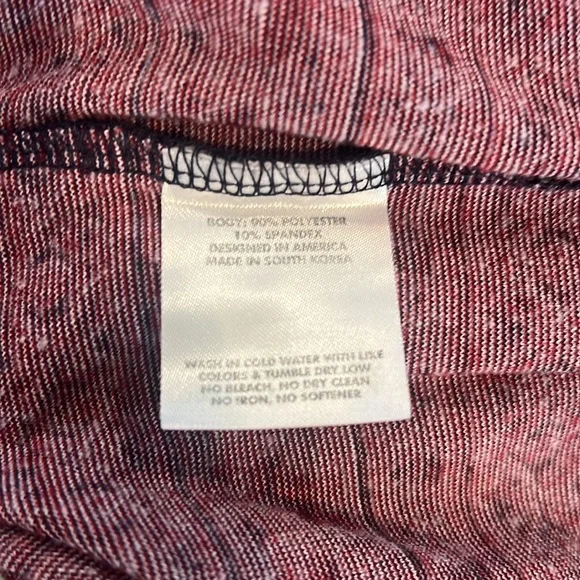 BODY: 90% POLYESTER
10% SPANDEX
DESIGNED IN AMERICA
MADE IN SOUTH KOREA
WASH IN COLD WATER WITH LIKE
COLORS & TUMBLE DRY LOW
NO BLEACH, NO DRY CLEAN
NO IRON, NO SOFTENER